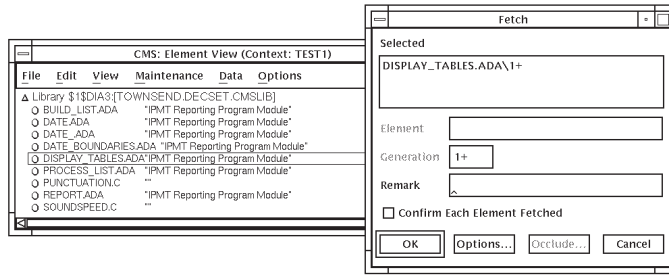 CMS: Element View (Context: TEST1)
File Edit View Maintenance Data Options
Library $1$DIA3:[TOWNSEND.DECSET.CMSLIB]
BUILD_LIST.ADA "IPMT Reporting Program Module"
DATE.ADA "IPMT Reporting Program Module"
DATE_.ADA "IPMT Reporting Program Module"
DATE_BOUNDARIES.ADA "IPMT Reporting Program Module"
DISPLAY_TABLES.ADA "IPMT Reporting Program Module"
PROCESS_LIST.ADA "IPMT Reporting Program Module"
PUNCTUATION.C ""
REPORT.ADA "IPMT Reporting Program Module"
SOUNDSPEED.C ""
Fetch
Selected
DISPLAY_TABLES.ADA\1+
Element
Generation 1+
Remark
Confirm Each Element Fetched
OK Options... Occlude... Cancel